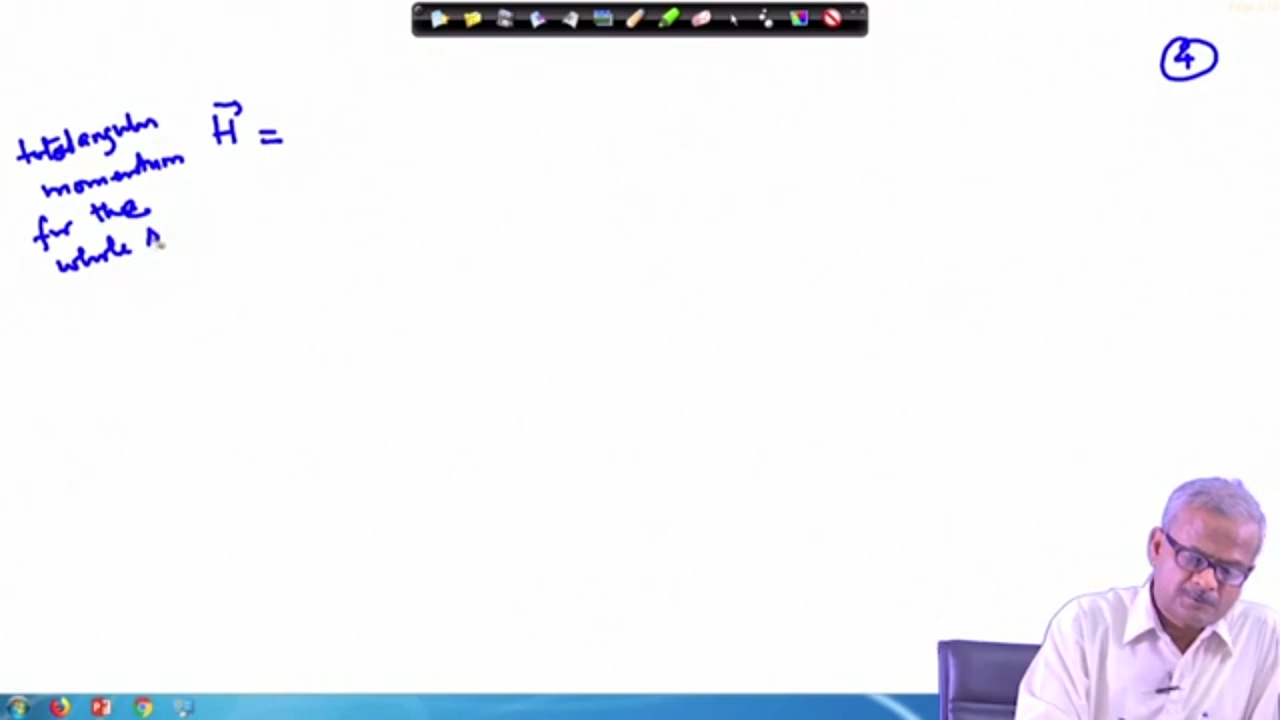 4
total angular H⃗ =
momentum
for the
whole s